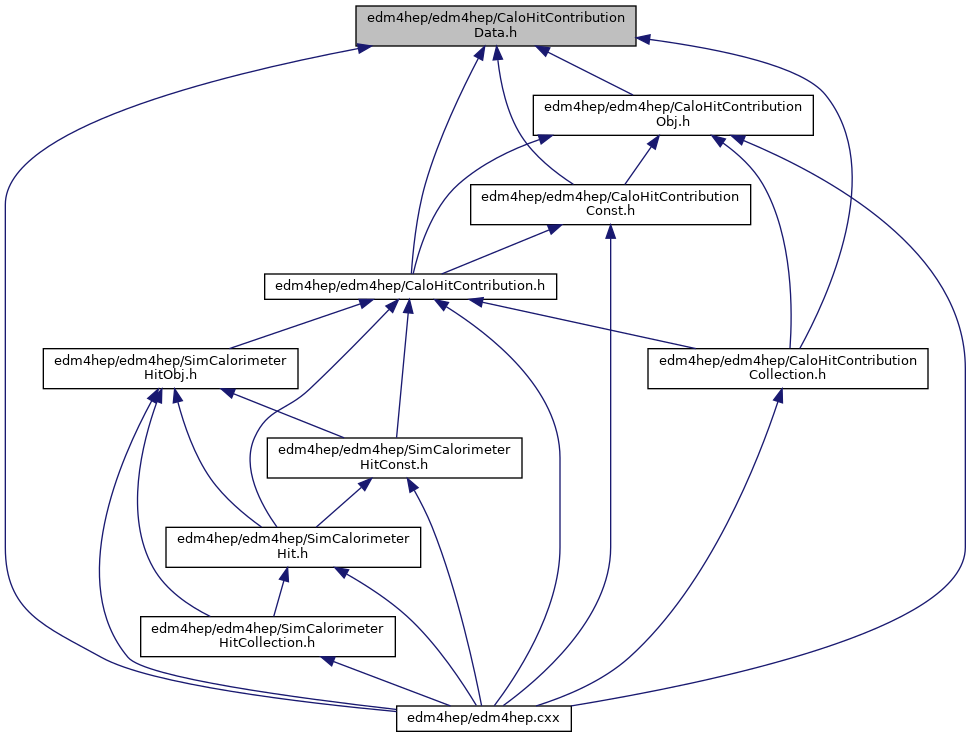 edm4hep/edm4hep/CaloHitContribution
Data.h
edm4hep/edm4hep/CaloHitContribution
Obj.h
edm4hep/edm4hep/CaloHitContribution
Const.h
edm4hep/edm4hep/CaloHitContribution.h
edm4hep/edm4hep/SimCalorimeter
HitObj.h
edm4hep/edm4hep/CaloHitContribution
Collection.h
edm4hep/edm4hep/SimCalorimeter
HitConst.h
edm4hep/edm4hep/SimCalorimeter
Hit.h
edm4hep/edm4hep/SimCalorimeter
HitCollection.h
edm4hep/edm4hep.cxx